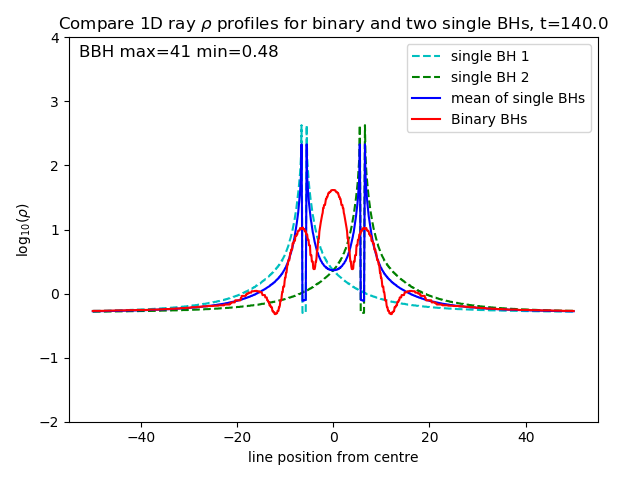 Compare 1D ray ρ profiles for binary and two single BHs, t=140.0
BBH max=41 min=0.48
single BH 1
single BH 2
mean of single BHs
Binary BHs
4
3
2
1
0
−1
−2
log₁₀(ρ)
−40
−20
0
20
40
line position from centre